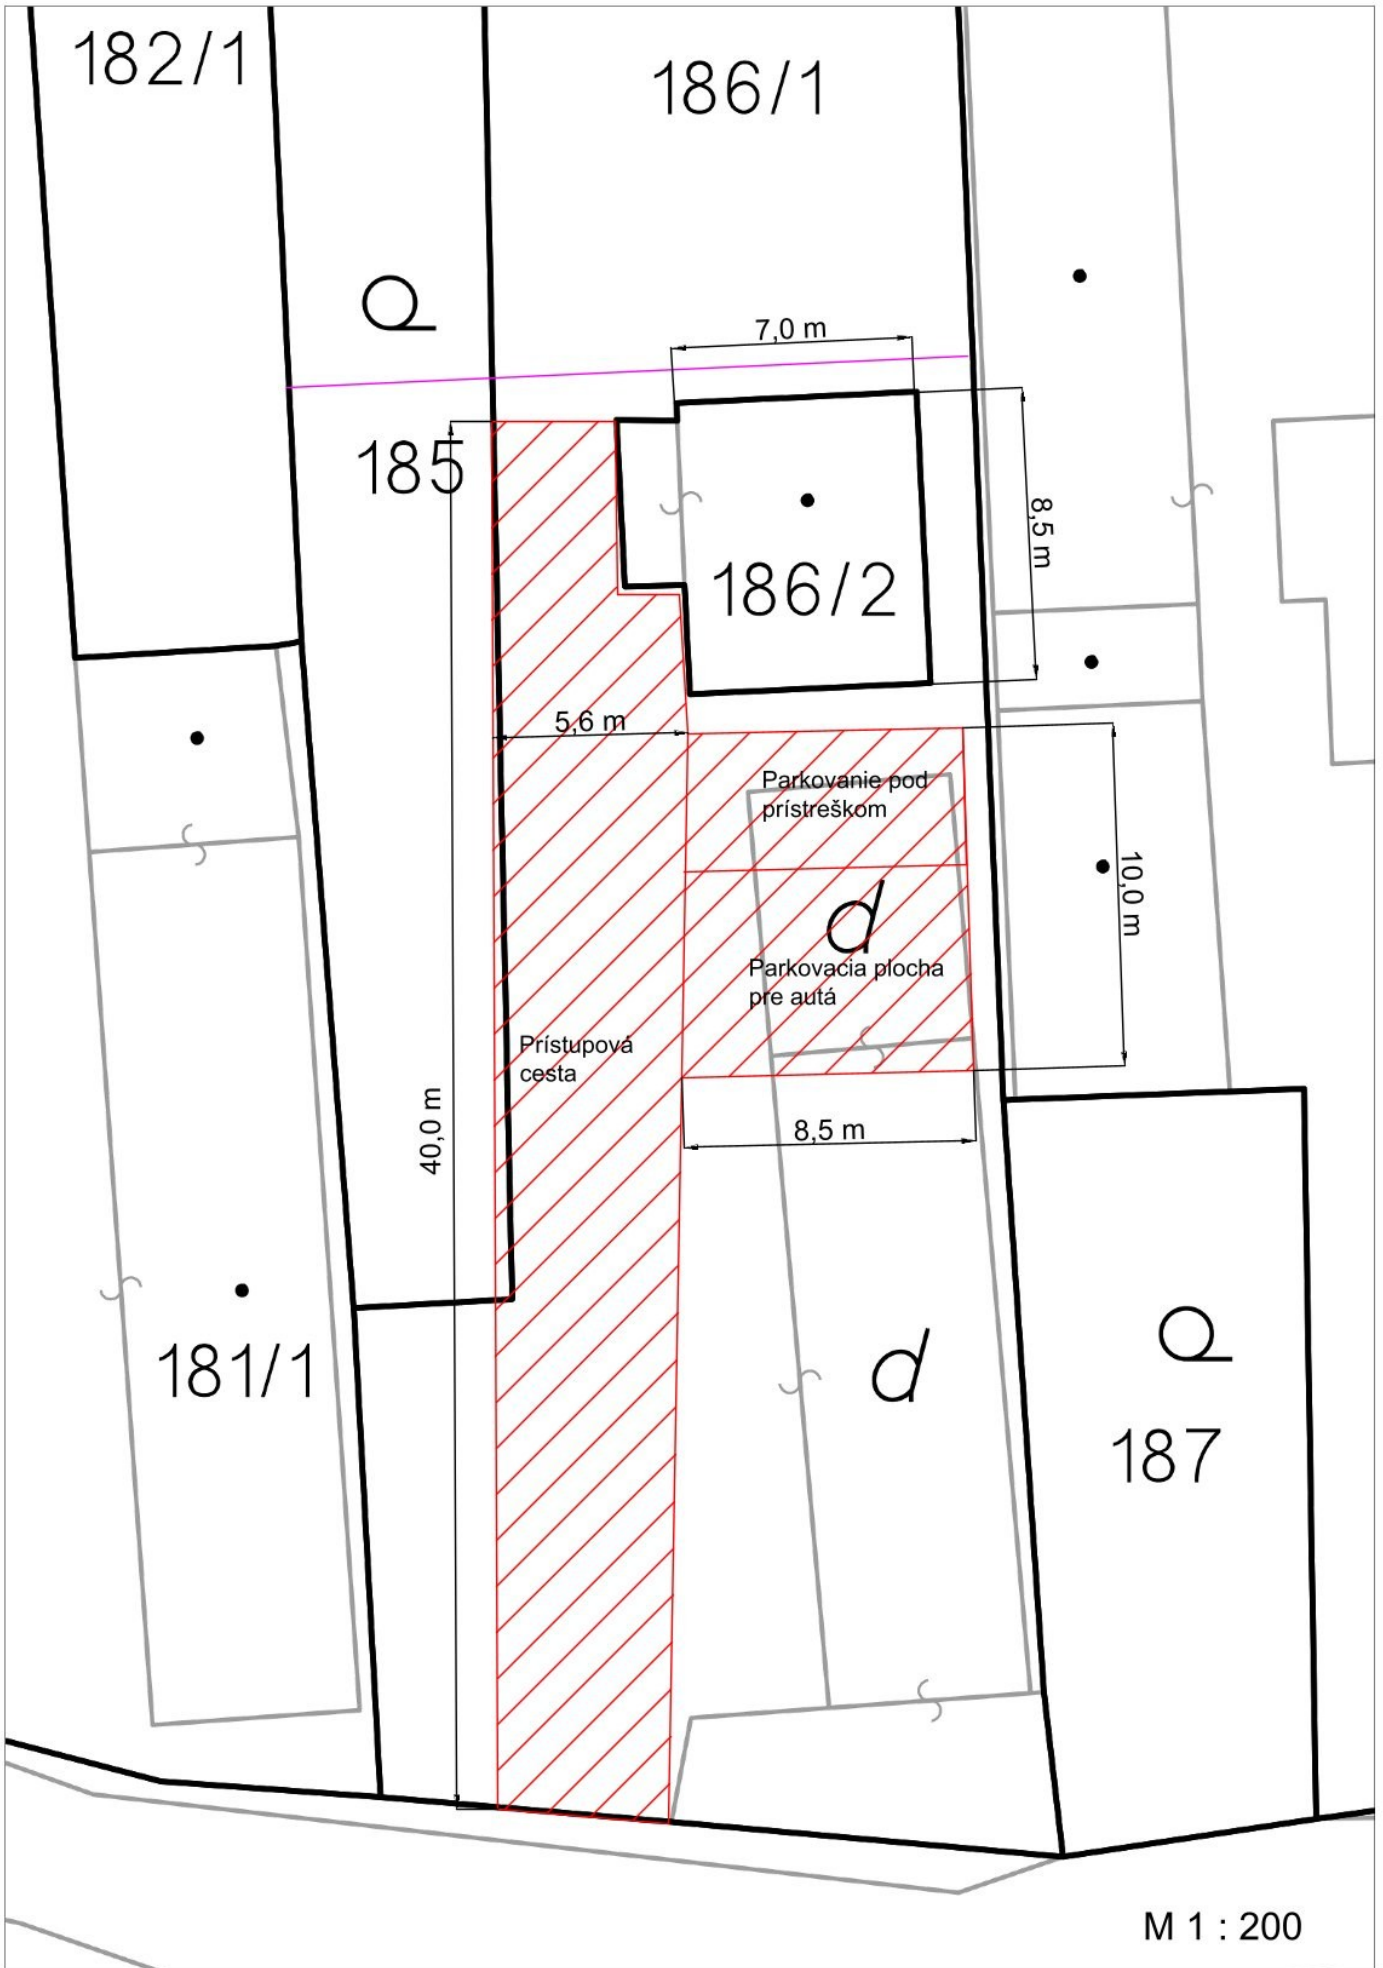 182/1
186/1
7,0 m
185
8,5 m
186/2
5,6 m
Parkovanie pod
prístreškom
10,0 m
d
Parkovacia plocha
pre autá
Prístupová
cesta
40,0 m
8,5 m
181/1
d
187
M 1 : 200